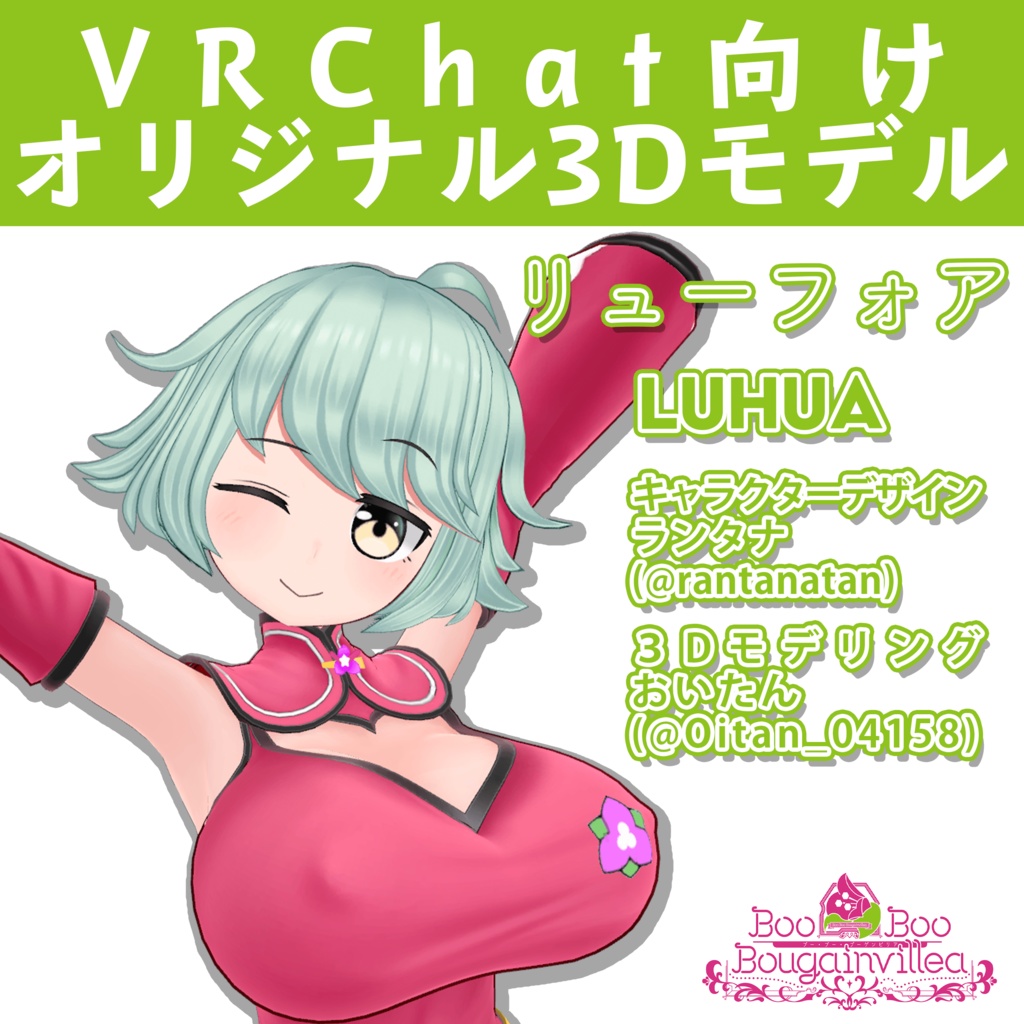 VRChat向け
オリジナル3Dモデル
リューフォア
LUHUA
キャラクターデザイン
ランタナ
(@rantanatan)
3Dモデリング
おいたん
(@Oitan_04158)
Boo Boo
Bougainvillea